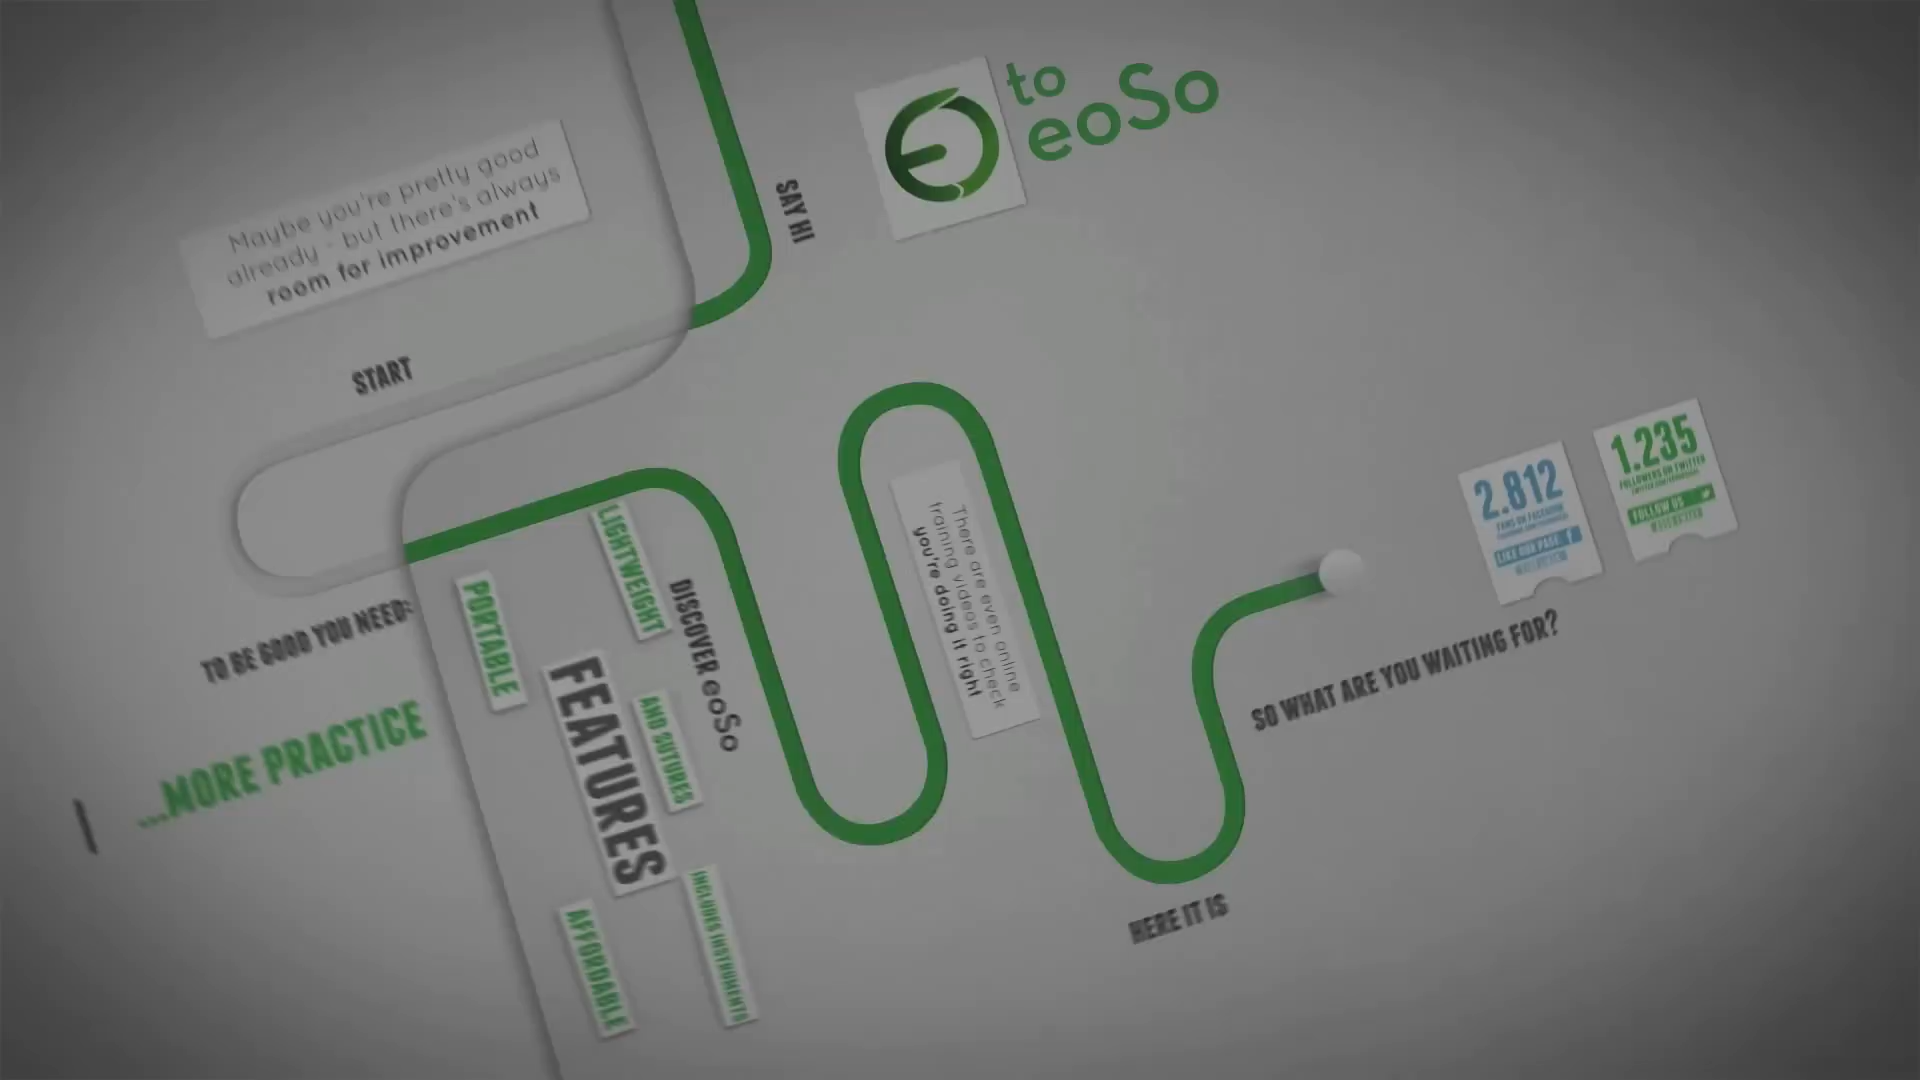 to
eoSo
SAY HI
Maybe you're pretty good
already - but there's always
room for improvement
START
TO BE GOOD YOU NEED:
...MORE PRACTICE
PORTABLE
LIGHTWEIGHT
DISCOVER eoSo
FEATURES
AND SUTURES
AFFORDABLE
INCLUDES INSTRUMENTS
There are even online
training videos to check
you're doing it right
HERE IT IS
SO WHAT ARE YOU WAITING FOR?
2.812
FANS ON FACEBOOK
LIKE OUR PAGE
1.235
FOLLOWERS ON TWITTER
FOLLOW US